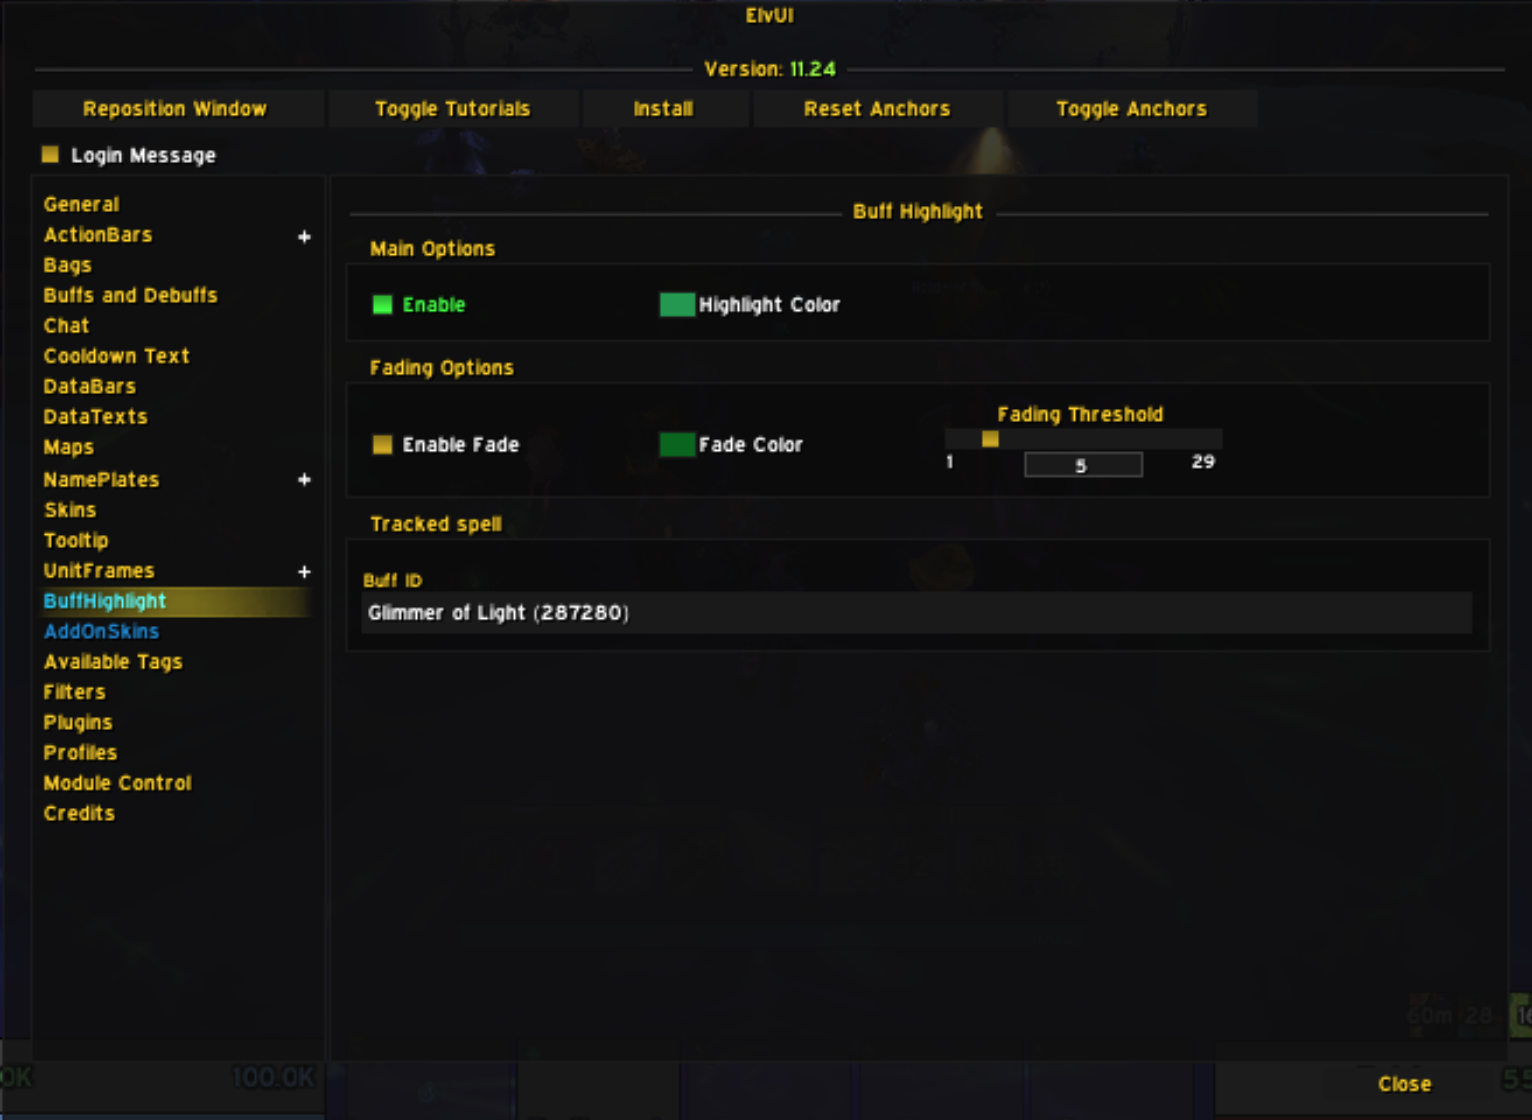 ElvUI
Version: 11.24
Reposition Window Toggle Tutorials Install Reset Anchors Toggle Anchors
Login Message
General
ActionBars +
Bags
Buffs and Debuffs
Chat
Cooldown Text
DataBars
DataTexts
Maps
NamePlates +
Skins
Tooltip
UnitFrames +
BuffHighlight
AddOnSkins
Available Tags
Filters
Plugins
Profiles
Module Control
Credits
Buff Highlight
Main Options
Enable Highlight Color
Fading Options
Enable Fade Fade Color
Fading Threshold
1 5 29
Tracked spell
Buff ID
Glimmer of Light (287280)
60m 28
100.0K
Close